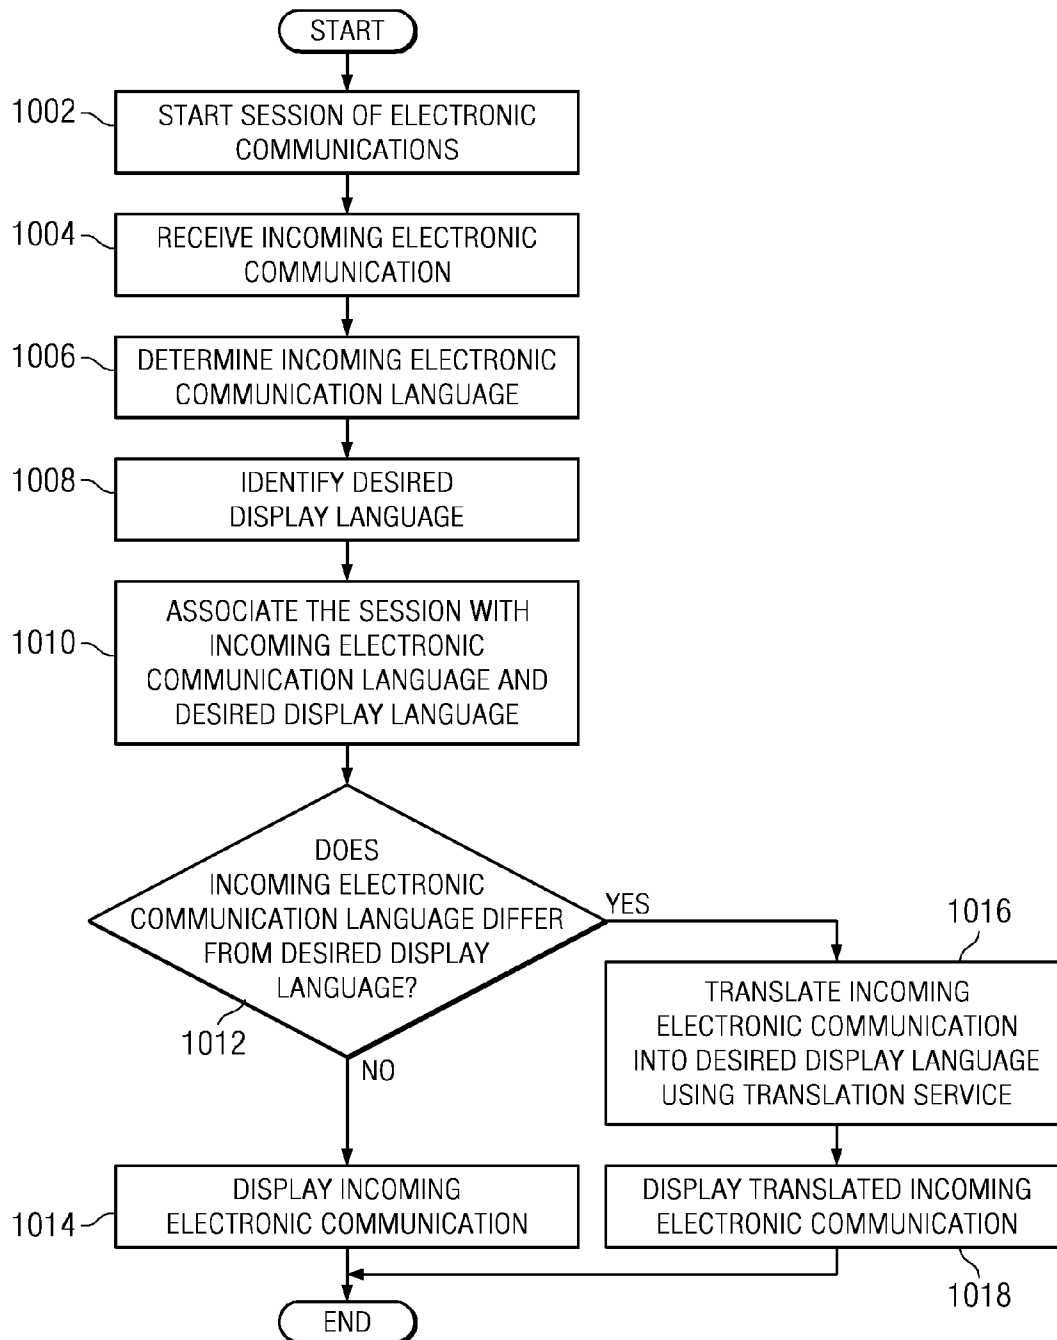 START
1002
START SESSION OF ELECTRONIC
COMMUNICATIONS
1004
RECEIVE INCOMING ELECTRONIC
COMMUNICATION
1006
DETERMINE INCOMING ELECTRONIC
COMMUNICATION LANGUAGE
1008
IDENTIFY DESIRED
DISPLAY LANGUAGE
1010
ASSOCIATE THE SESSION WITH
INCOMING ELECTRONIC
COMMUNICATION LANGUAGE AND
DESIRED DISPLAY LANGUAGE
DOES
INCOMING ELECTRONIC
COMMUNICATION LANGUAGE DIFFER
FROM DESIRED DISPLAY
LANGUAGE?
1012
YES
NO
1016
TRANSLATE INCOMING
ELECTRONIC COMMUNICATION
INTO DESIRED DISPLAY LANGUAGE
USING TRANSLATION SERVICE
1014
DISPLAY INCOMING
ELECTRONIC COMMUNICATION
DISPLAY TRANSLATED INCOMING
ELECTRONIC COMMUNICATION
1018
END